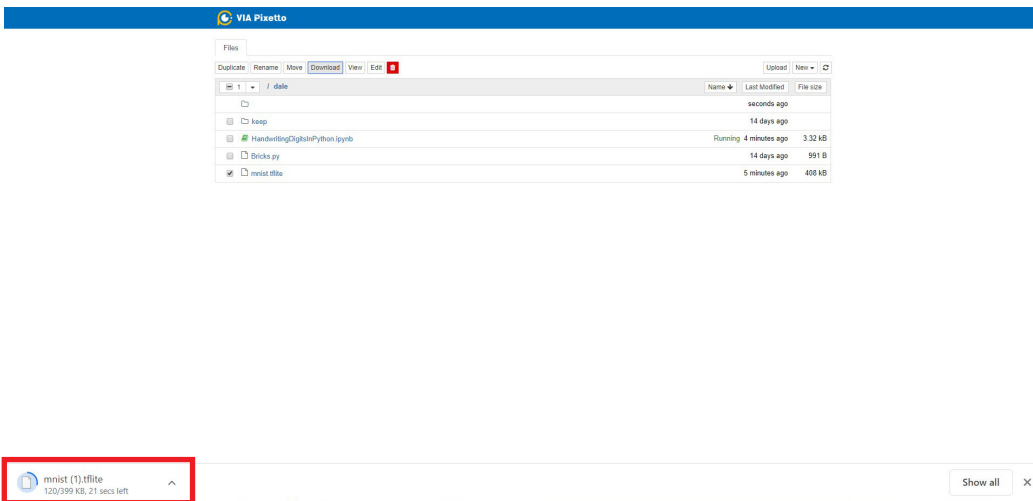 VIA Pixetto
Files
Duplicate Rename Move Download View Edit Upload New
1 / dale Name Last Modified File size
seconds ago
keep 14 days ago
HandwritingDigitsInPython.ipynb Running 4 minutes ago 3.32 kB
Bricks.py 14 days ago 991 B
mnist.tflite 5 minutes ago 408 kB
mnist (1).tflite
120/399 KB, 21 secs left
Show all